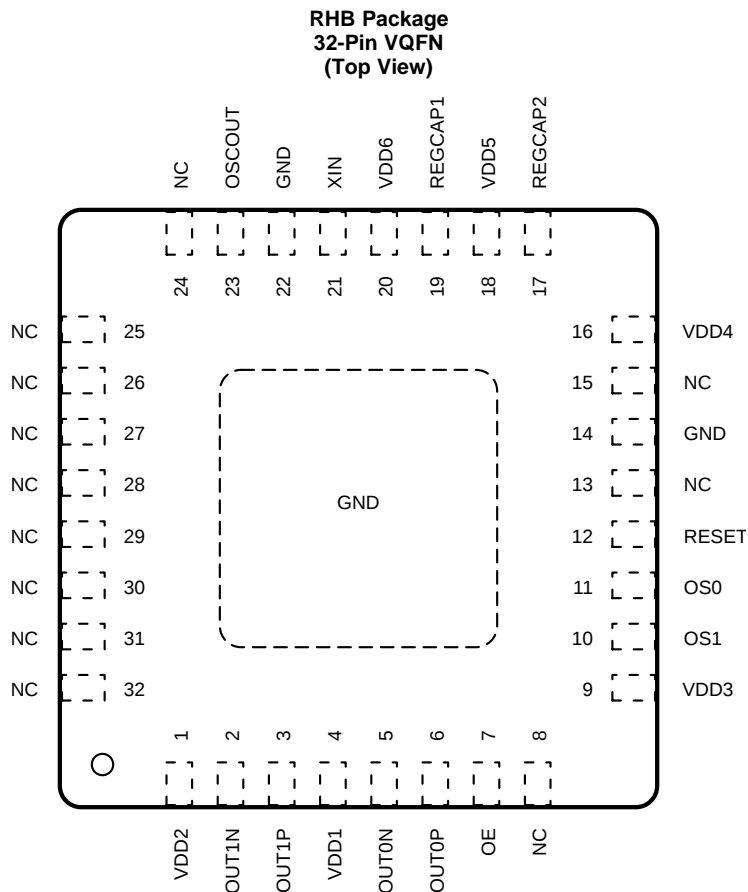 RHB Package
32-Pin VQFN
(Top View)
NC
OSCOUT
GND
XIN
VDD6
REGCAP1
VDD5
REGCAP2
24
23
22
21
20
19
18
17
NC 25
NC 26
NC 27
NC 28
NC 29
NC 30
NC 31
NC 32
16 VDD4
15 NC
14 GND
13 NC
12 RESET
11 OS0
10 OS1
9 VDD3
GND
1
2
3
4
5
6
7
8
VDD2
OUT1N
OUT1P
VDD1
OUT0N
OUT0P
OE
NC